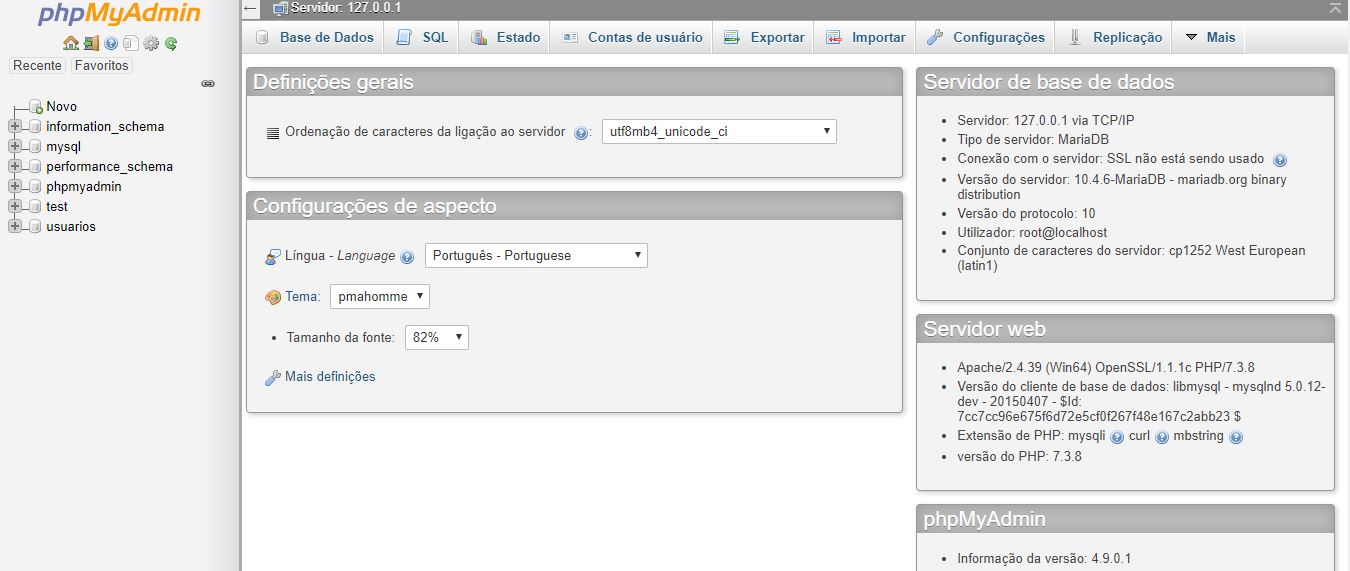 phpMyAdmin
Recente Favoritos
Novo
information_schema
mysql
performance_schema
phpmyadmin
test
usuarios
Servidor: 127.0.0.1
Base de Dados SQL Estado Contas de usuário Exportar Importar Configurações Replicação Mais
Definições gerais
Ordenação de caracteres da ligação ao servidor : utf8mb4_unicode_ci
Configurações de aspecto
Língua - Language Português - Portuguese
Tema: pmahomme
Tamanho da fonte: 82%
Mais definições
Servidor de base de dados
Servidor: 127.0.0.1 via TCP/IP
Tipo de servidor: MariaDB
Conexão com o servidor: SSL não está sendo usado
Versão do servidor: 10.4.6-MariaDB - mariadb.org binary
distribution
Versão do protocolo: 10
Utilizador: root@localhost
Conjunto de caracteres do servidor: cp1252 West European
(latin1)
Servidor web
Apache/2.4.39 (Win64) OpenSSL/1.1.1c PHP/7.3.8
Versão do cliente de base de dados: libmysql - mysqlnd 5.0.12-
dev - 20150407 - $Id:
7cc7cc96e675f6d72e5cf0f267f48e167c2abb23 $
Extensão de PHP: mysqli curl mbstring
versão do PHP: 7.3.8
phpMyAdmin
Informação da versão: 4.9.0.1